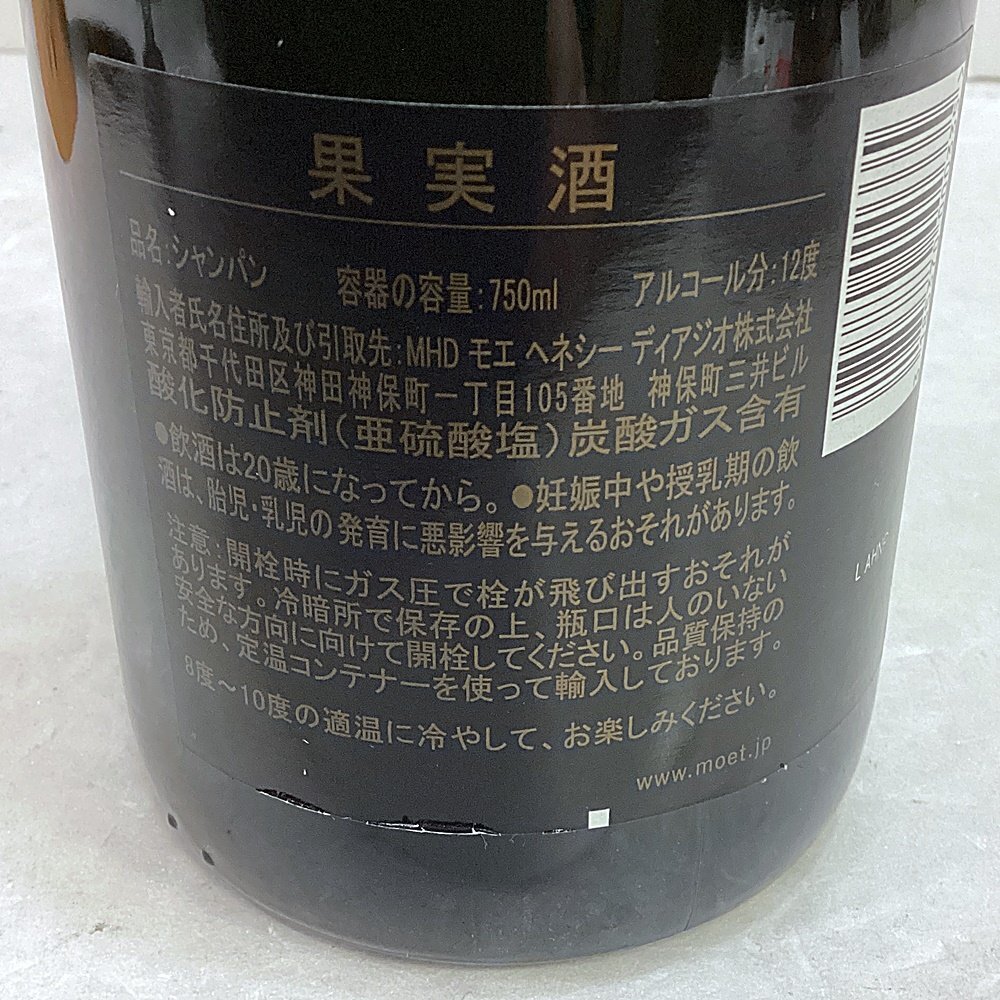 果実酒
品名:シャンパン 容器の容量:750ml アルコール分:12度
輸入者氏名住所及び引取先:MHD モエ ヘネシー ディアジオ株式会社
東京都千代田区神田神保町一丁目105番地 神保町三井ビル
酸化防止剤(亜硫酸塩)炭酸ガス含有
●飲酒は20歳になってから。●妊娠中や授乳期の飲
酒は、胎児・乳児の発育に悪影響を与えるおそれがあります。
注意:開栓時にガス圧で栓が飛び出すおそれが
あります。冷暗所で保存の上、瓶口は人のいない
安全な方向に向けて開栓してください。品質保持の
ため、定温コンテナーを使って輸入しております。
8度～10度の適温に冷やして、お楽しみください。
www.moet.jp